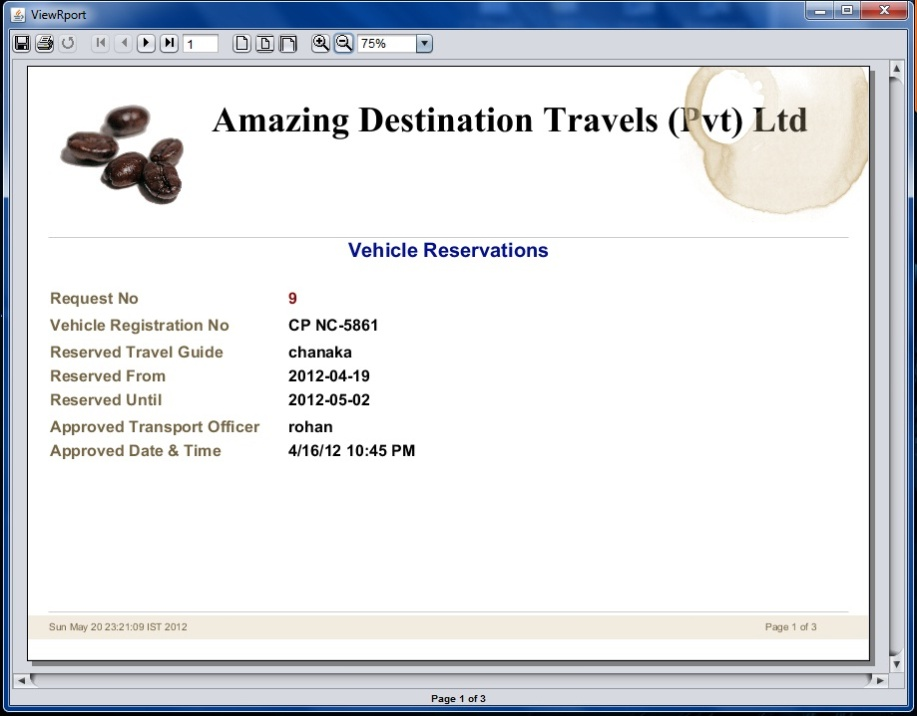 ViewRport
1
75%
Amazing Destination Travels (Pvt) Ltd
Vehicle Reservations
Request No 9
Vehicle Registration No CP NC-5861
Reserved Travel Guide chanaka
Reserved From 2012-04-19
Reserved Until 2012-05-02
Approved Transport Officer rohan
Approved Date & Time 4/16/12 10:45 PM
Sun May 20 23:21:09 IST 2012 Page 1 of 3
Page 1 of 3